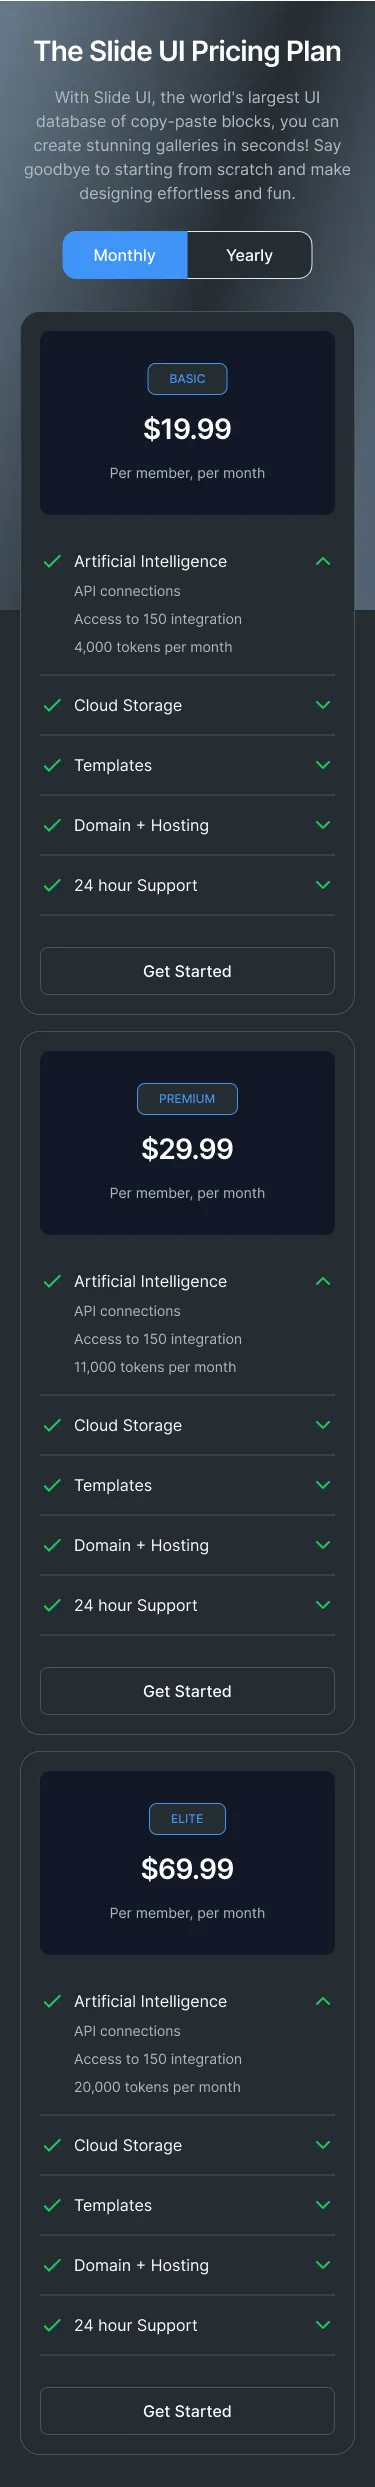 The Slide UI Pricing Plan
With Slide UI, the world's largest UI
database of copy-paste blocks, you can
create stunning galleries in seconds! Say
goodbye to starting from scratch and make
designing effortless and fun.
Monthly
Yearly
BASIC
$19.99
Per member, per month
Artificial Intelligence
API connections
Access to 150 integration
4,000 tokens per month
Cloud Storage
Templates
Domain + Hosting
24 hour Support
Get Started
PREMIUM
$29.99
Per member, per month
Artificial Intelligence
API connections
Access to 150 integration
11,000 tokens per month
Cloud Storage
Templates
Domain + Hosting
24 hour Support
Get Started
ELITE
$69.99
Per member, per month
Artificial Intelligence
API connections
Access to 150 integration
20,000 tokens per month
Cloud Storage
Templates
Domain + Hosting
24 hour Support
Get Started